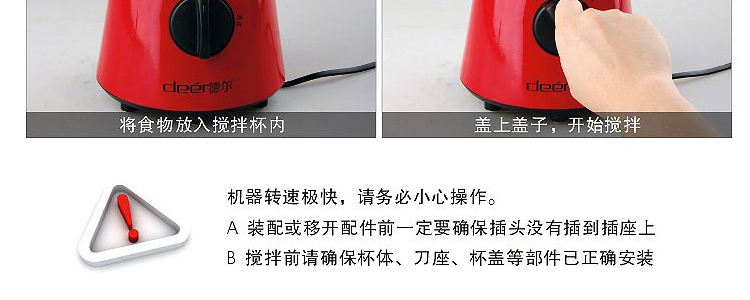 deer德尔
deer
将食物放入搅拌杯内
盖上盖子，开始搅拌
机器转速极快，请务必小心操作。
A 装配或移开配件前一定要确保插头没有插到插座上
B 搅拌前请确保杯体、刀座、杯盖等部件已正确安装